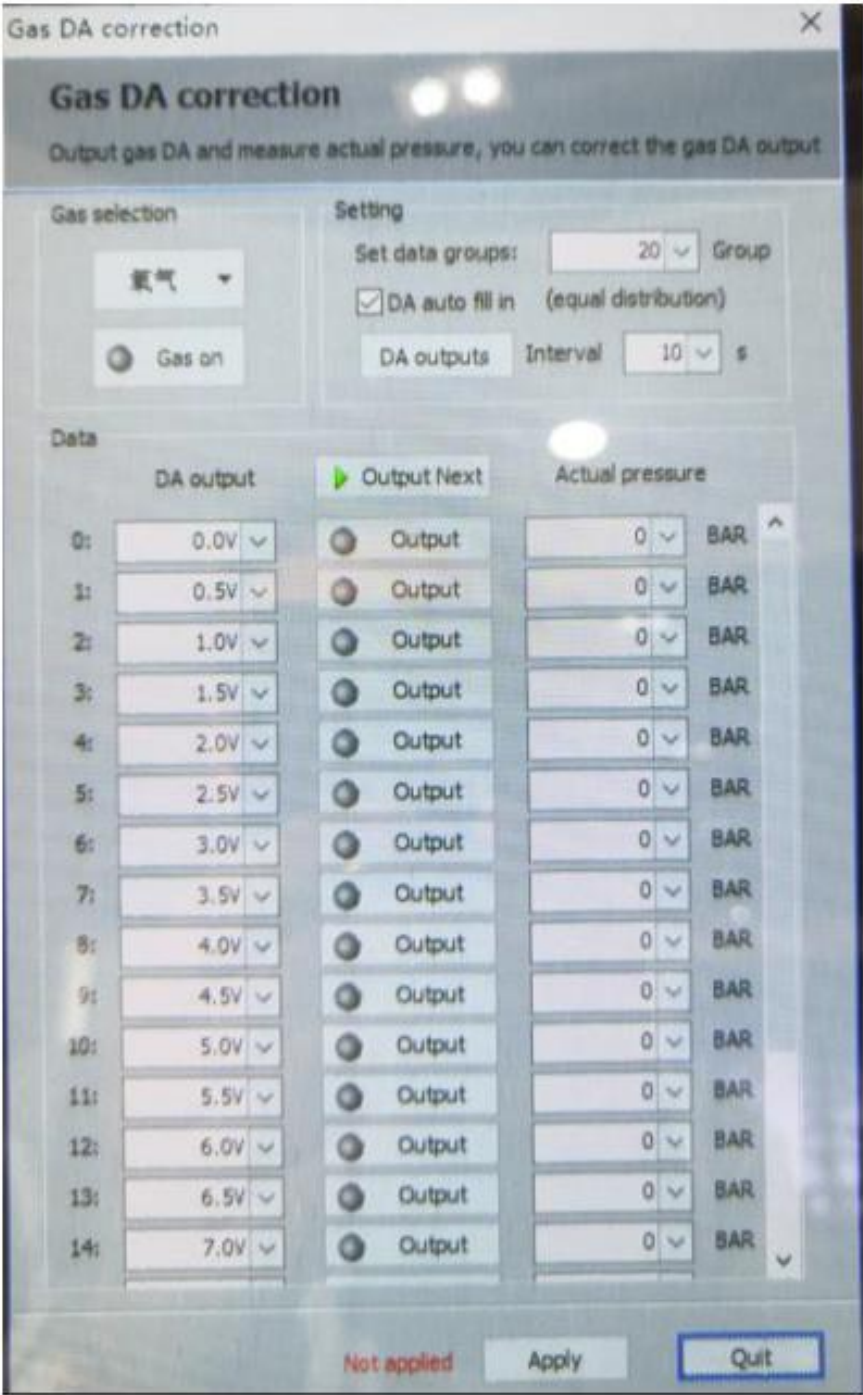 Gas DA correction
Gas DA correction
Output gas DA and measure actual pressure, you can correct the gas DA output
Gas selection
Setting
Set data groups: 20 Group
DA auto fill in (equal distribution)
Gas on
DA outputs Interval 10 s
Data
DA output Output Next Actual pressure
0: 0.0V Output 0 BAR
1: 0.5V Output 0 BAR
2: 1.0V Output 0 BAR
3: 1.5V Output 0 BAR
4: 2.0V Output 0 BAR
5: 2.5V Output 0 BAR
6: 3.0V Output 0 BAR
7: 3.5V Output 0 BAR
8: 4.0V Output 0 BAR
9: 4.5V Output 0 BAR
10: 5.0V Output 0 BAR
11: 5.5V Output 0 BAR
12: 6.0V Output 0 BAR
13: 6.5V Output 0 BAR
14: 7.0V Output 0 BAR
Not applied Apply Quit